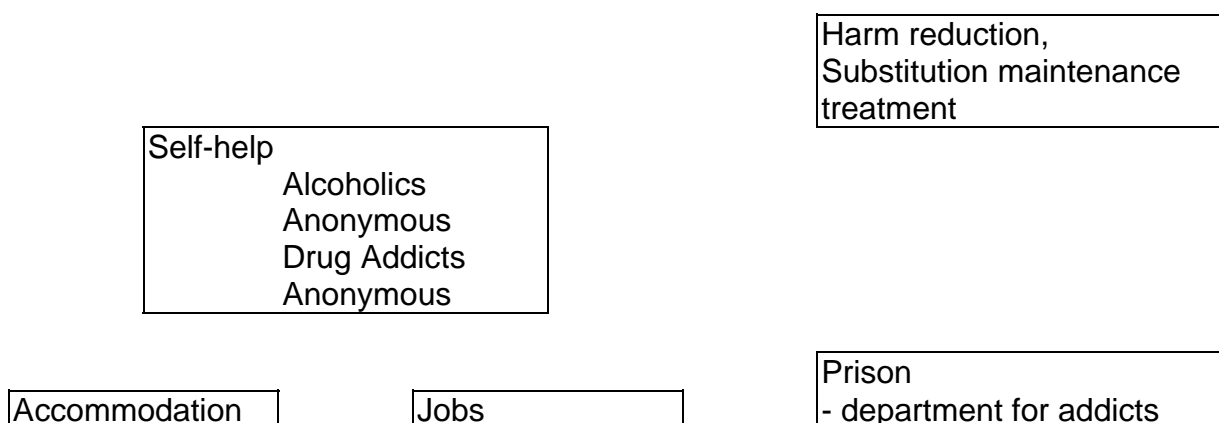 Harm reduction,
Substitution maintenance
treatment
Self-help
Alcoholics
Anonymous
Drug Addicts
Anonymous
Prison
- department for addicts
Accommodation
Jobs